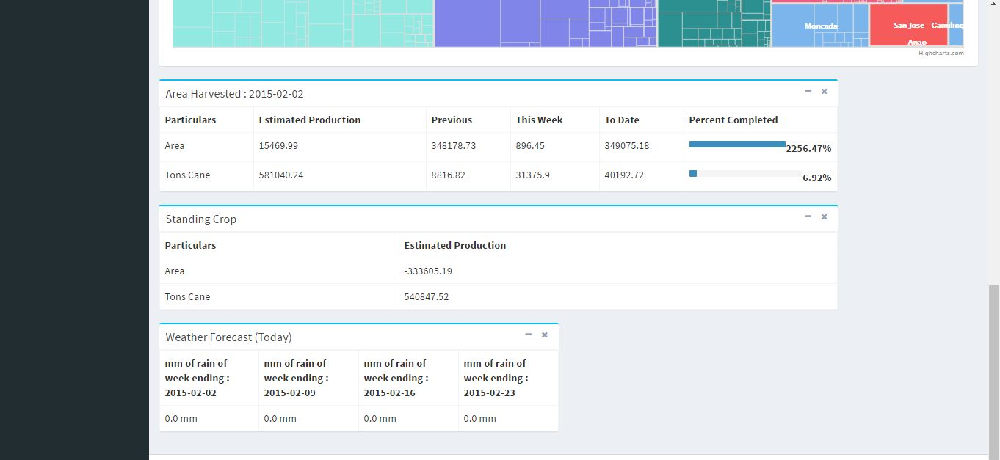 Moncada San Jose Camiling
Anao
Highcharts.com
Area Harvested : 2015-02-02
Particulars Estimated Production Previous This Week To Date Percent Completed
Area 15469.99 348178.73 896.45 349075.18 2256.47%
Tons Cane 581040.24 8816.82 31375.9 40192.72 6.92%
Standing Crop
Particulars Estimated Production
Area -333605.19
Tons Cane 540847.52
Weather Forecast (Today)
mm of rain of mm of rain of mm of rain of mm of rain of
week ending : week ending : week ending : week ending :
2015-02-02 2015-02-09 2015-02-16 2015-02-23
0.0 mm 0.0 mm 0.0 mm 0.0 mm